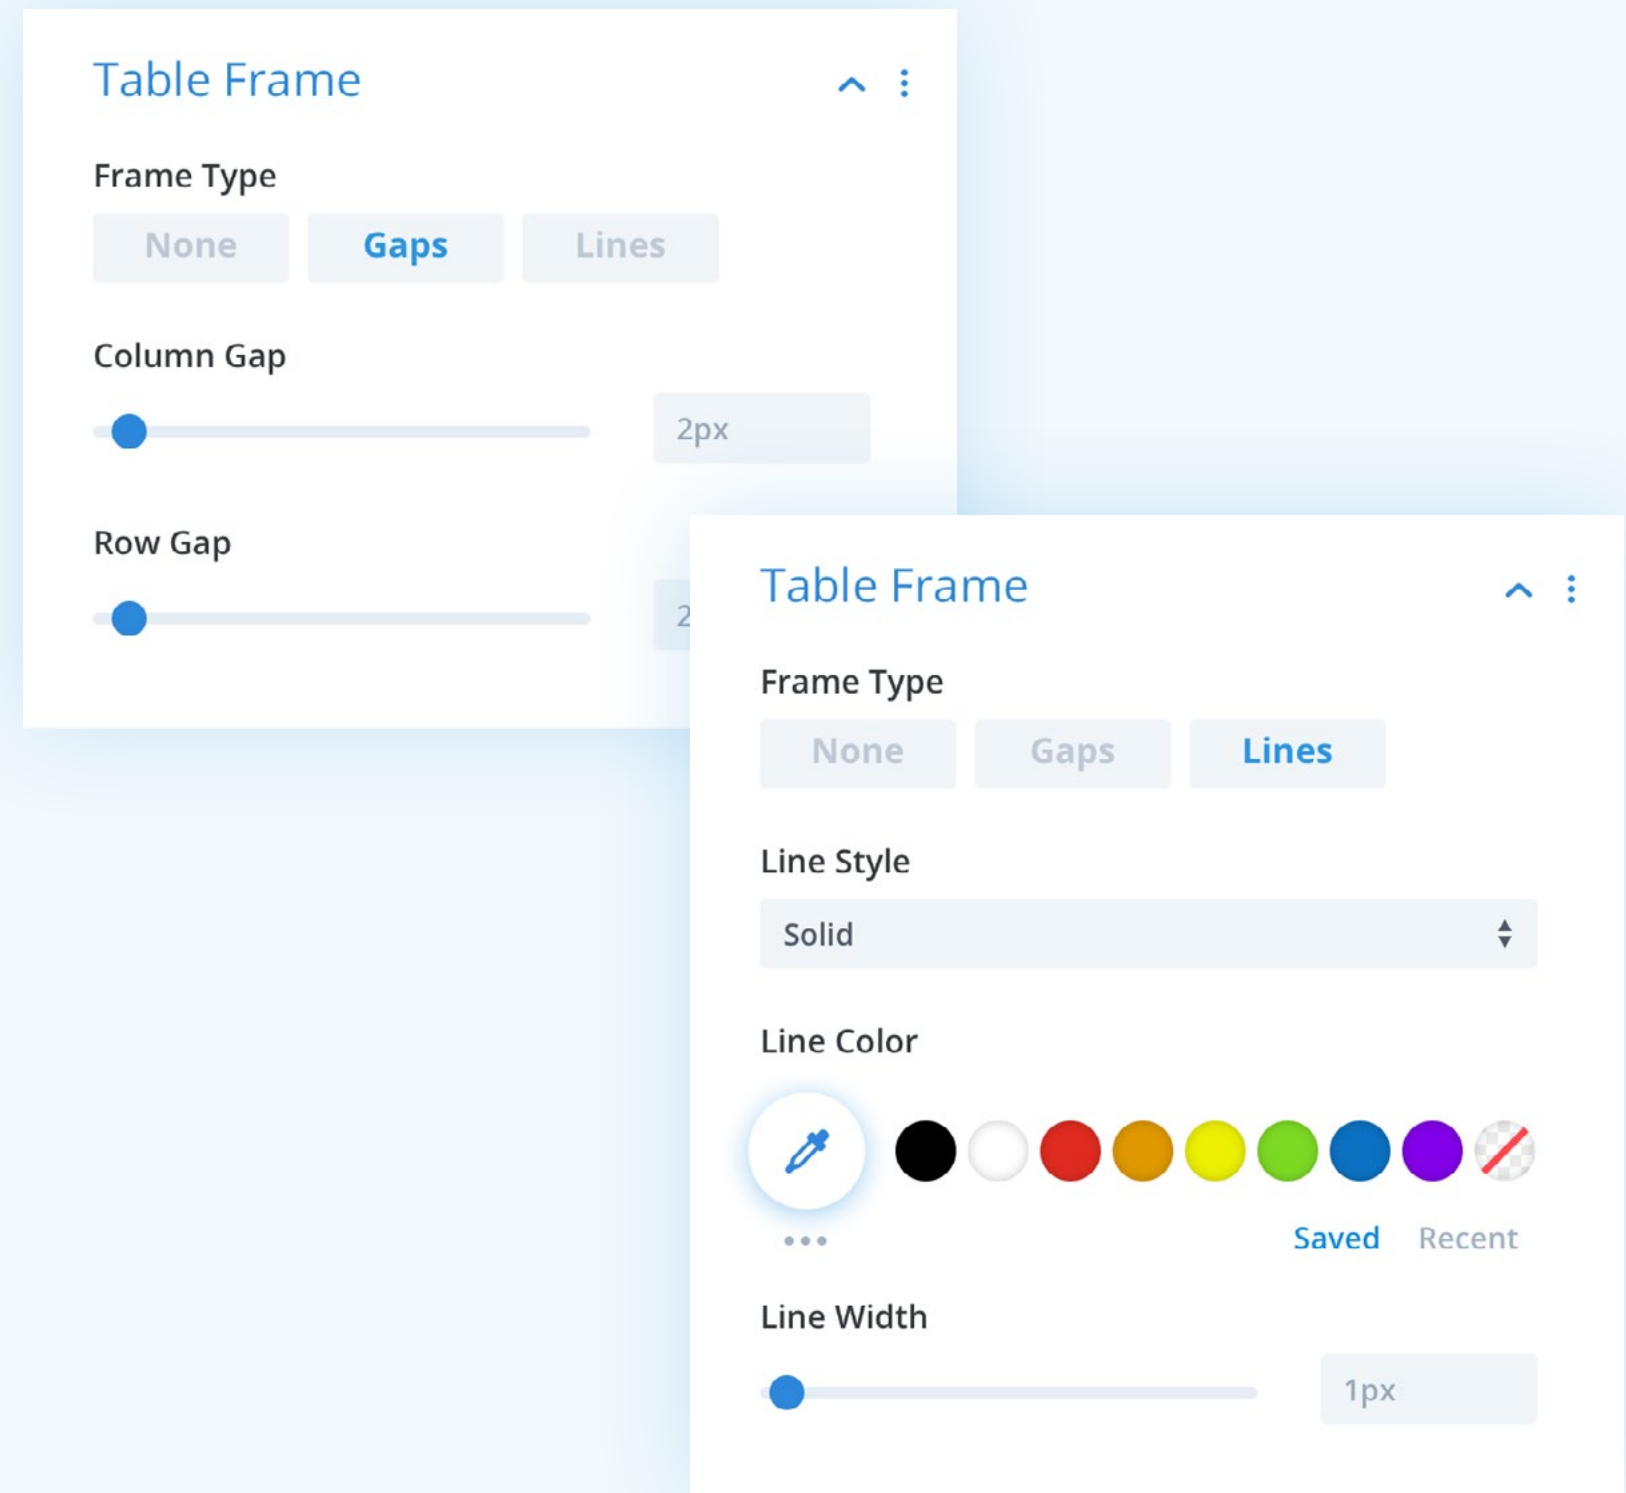 Table Frame
Frame Type
None Gaps Lines
Column Gap
2px
Row Gap
2
Table Frame
Frame Type
None Gaps Lines
Line Style
Solid
Line Color
Saved Recent
Line Width
1px